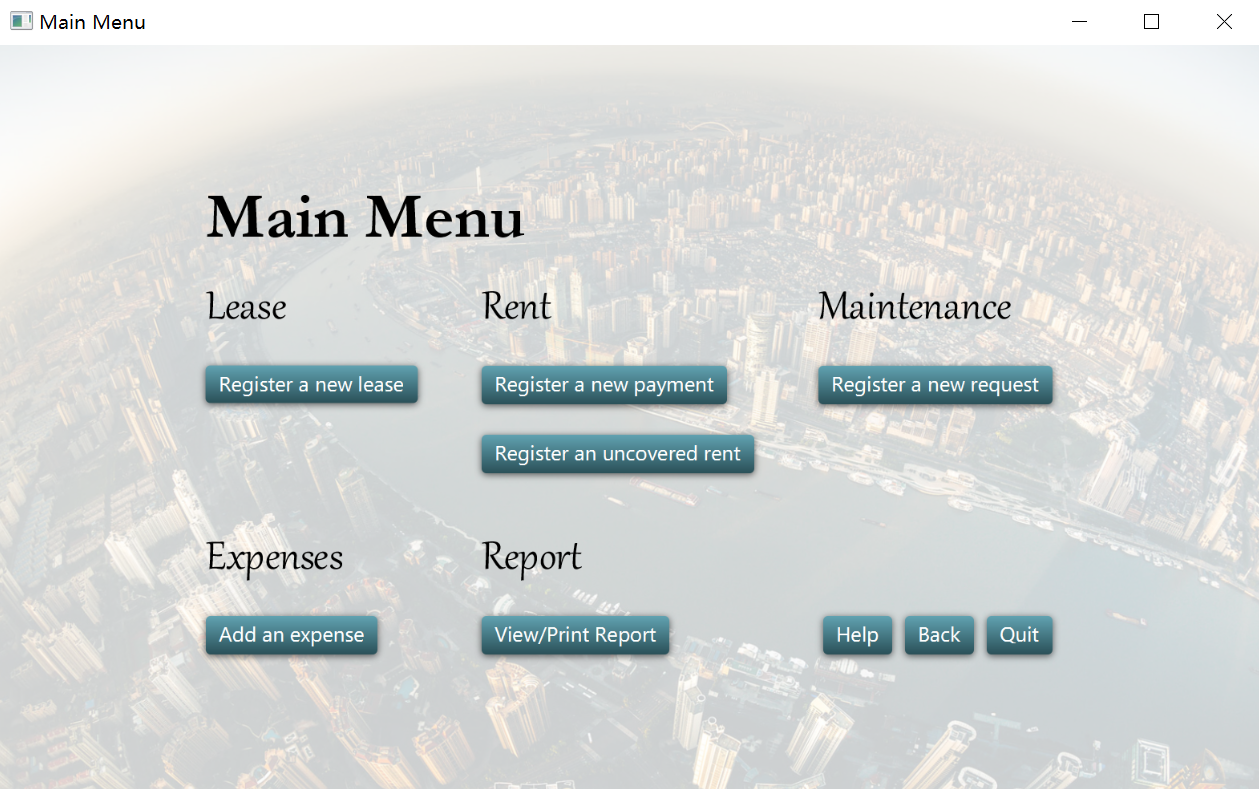 Main Menu
Main Menu
Lease
Rent
Maintenance
Register a new lease
Register a new payment
Register a new request
Register an uncovered rent
Expenses
Report
Add an expense
View/Print Report
Help
Back
Quit